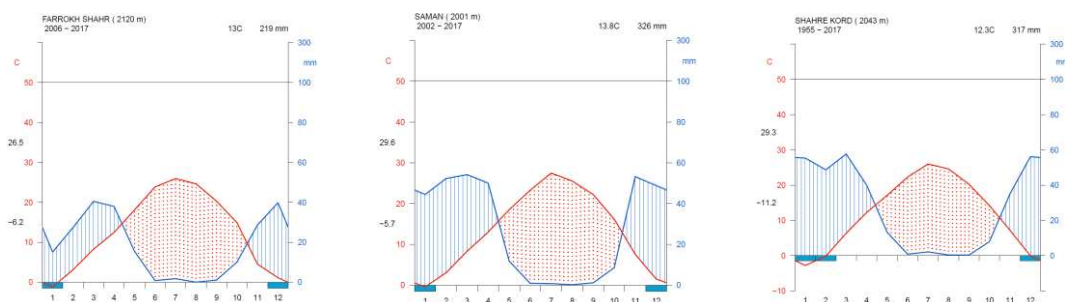 FARROKH SHAHR ( 2120 m)
2006 − 2017 13C 219 mm
C mm
300
50 100
40 80
26.5
30 60
20 40
−6.2
10 20
0 0
1 2 3 4 5 6 7 8 9 10 11 12
SAMAN ( 2001 m)
2002 − 2017 13.8C 326 mm
C mm
300
50 100
40 80
29.6
30 60
20 40
−5.7
10 20
0 0
1 2 3 4 5 6 7 8 9 10 11 12
SHAHRE KORD ( 2043 m)
1955 − 2017 12.3C 317 mm
C mm
300
50 100
40 80
29.3
30 60
20 40
−11.2
10 20
0 0
−10
1 2 3 4 5 6 7 8 9 10 11 12